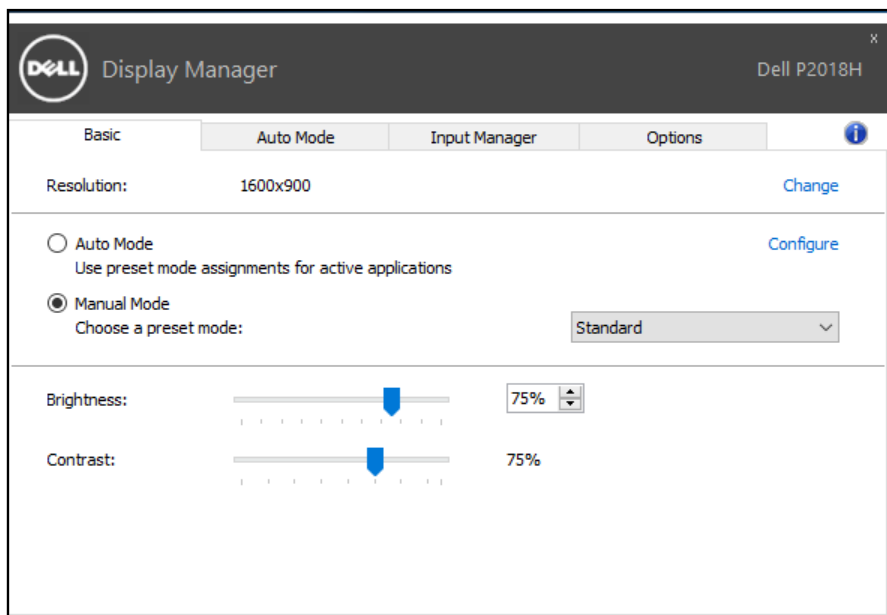 DELL Display Manager
x
Dell P2018H
Basic Auto Mode Input Manager Options i
Resolution: 1600x900 Change
Auto Mode Configure
Use preset mode assignments for active applications
Manual Mode
Choose a preset mode: Standard
Brightness: 75%
Contrast: 75%